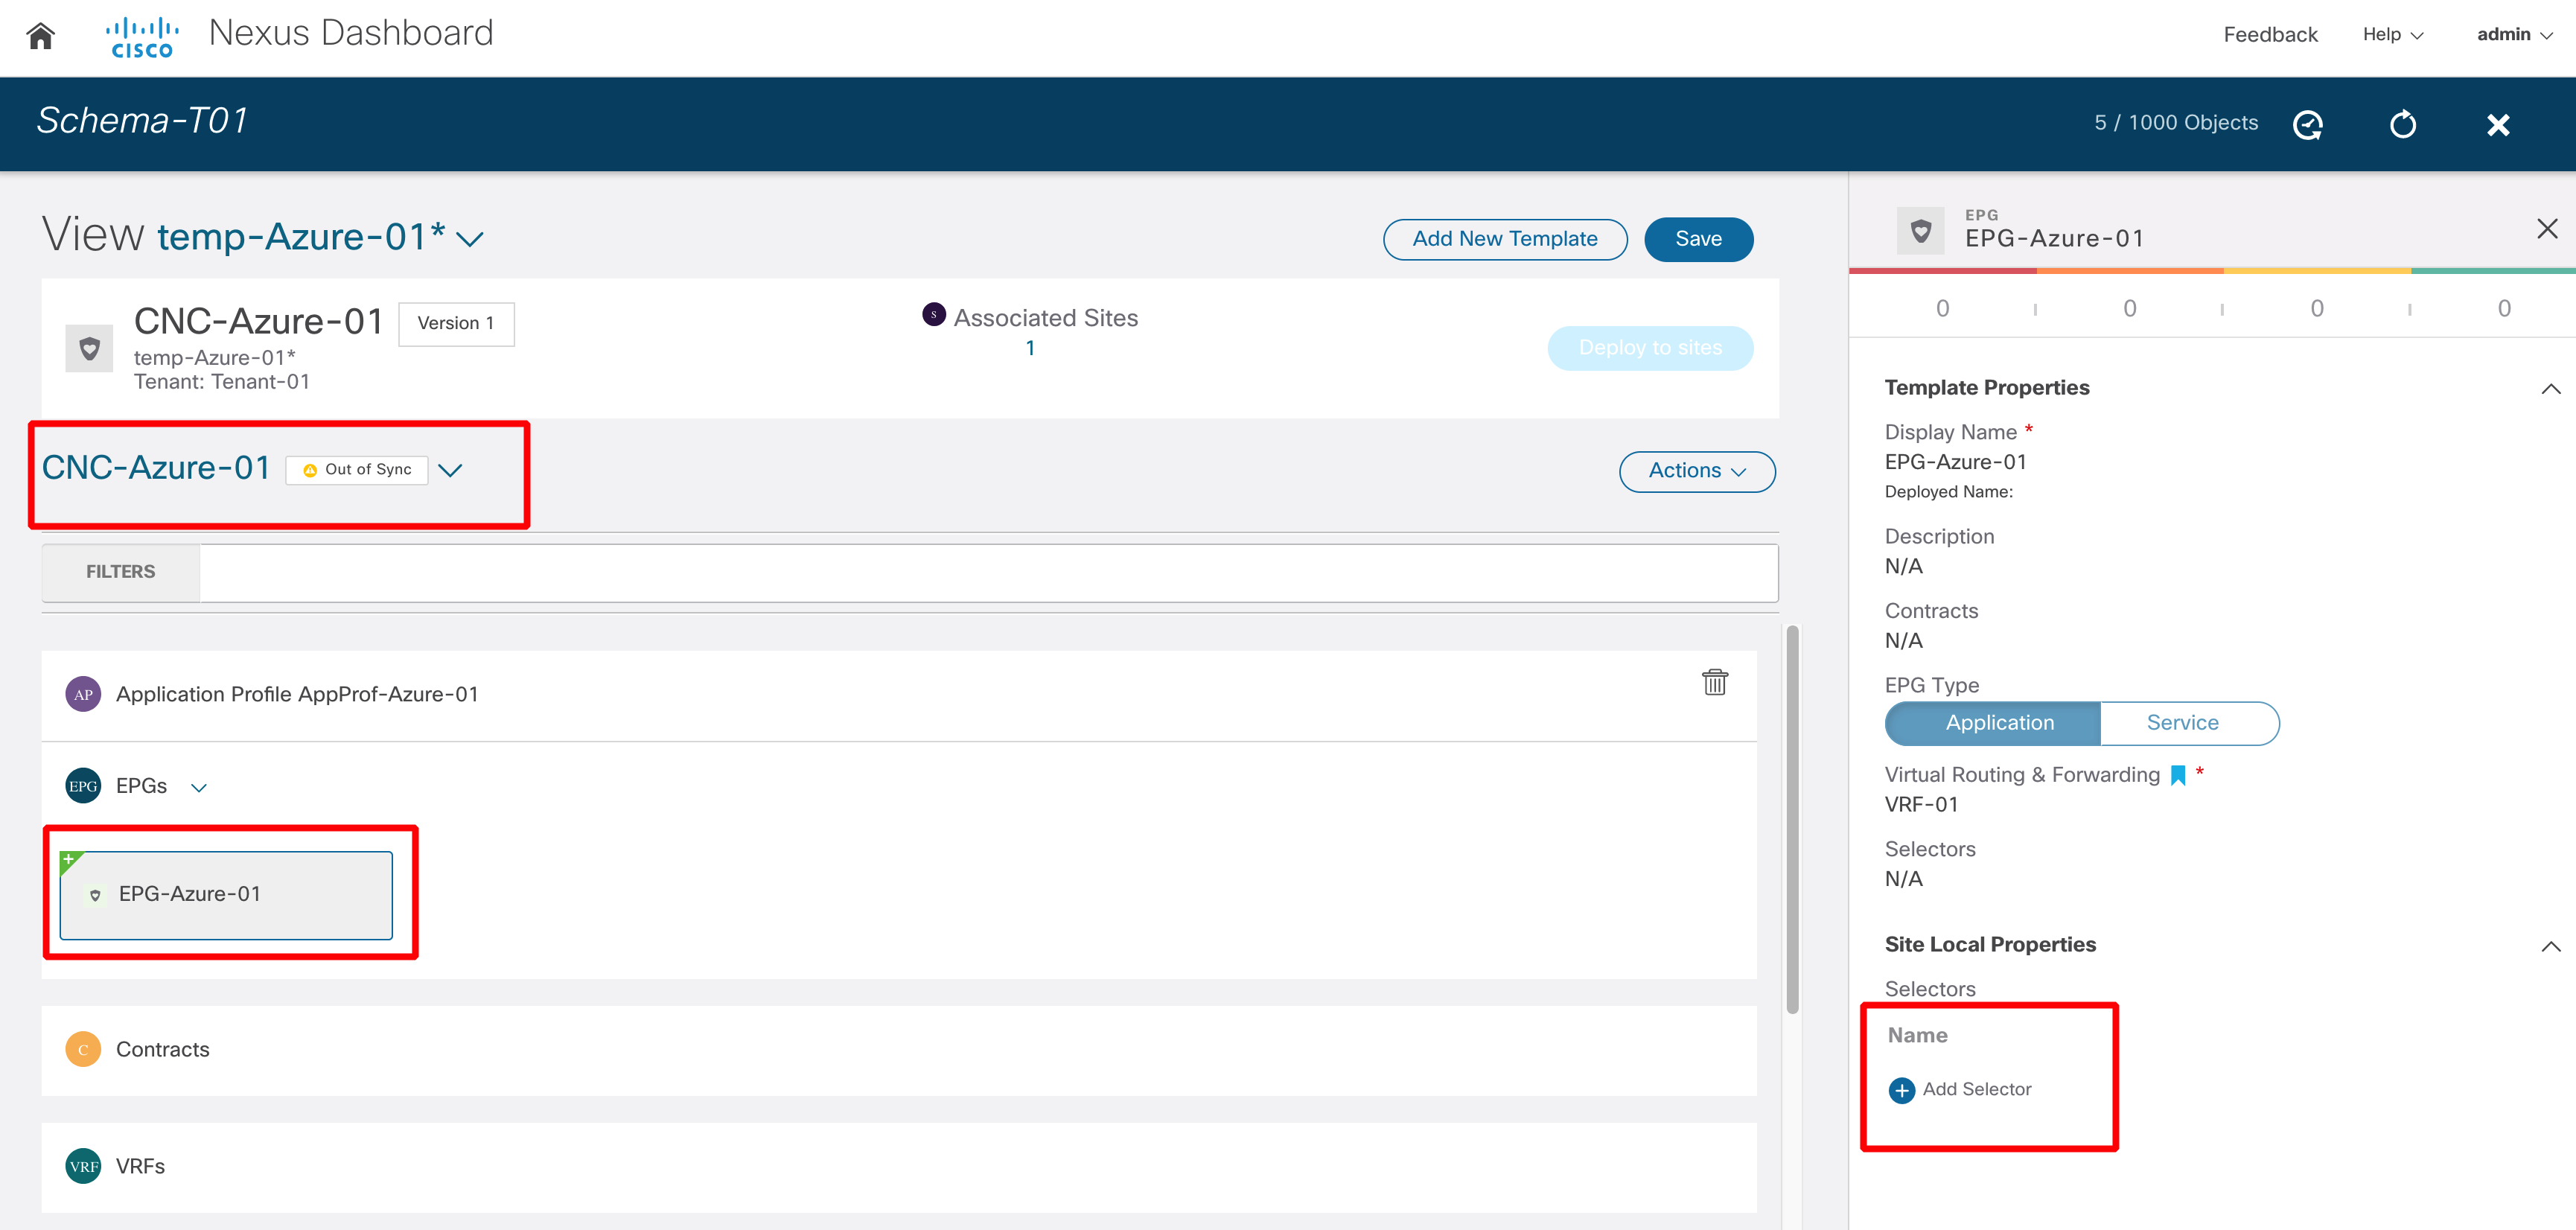 CISCO
Nexus Dashboard
Feedback
Help
admin
Schema-T01
5 / 1000 Objects
View temp-Azure-01*
Add New Template
Save
CNC-Azure-01
Version 1
temp-Azure-01*
Tenant: Tenant-01
S
Associated Sites
1
Deploy to sites
CNC-Azure-01
Out of Sync
Actions
FILTERS
AP
Application Profile AppProf-Azure-01
EPG
EPGs
EPG-Azure-01
C
Contracts
VRF
VRFs
EPG
EPG-Azure-01
0
0
0
0
Template Properties
Display Name *
EPG-Azure-01
Deployed Name:
Description
N/A
Contracts
N/A
EPG Type
Application
Service
Virtual Routing & Forwarding *
VRF-01
Selectors
N/A
Site Local Properties
Selectors
Name
Add Selector